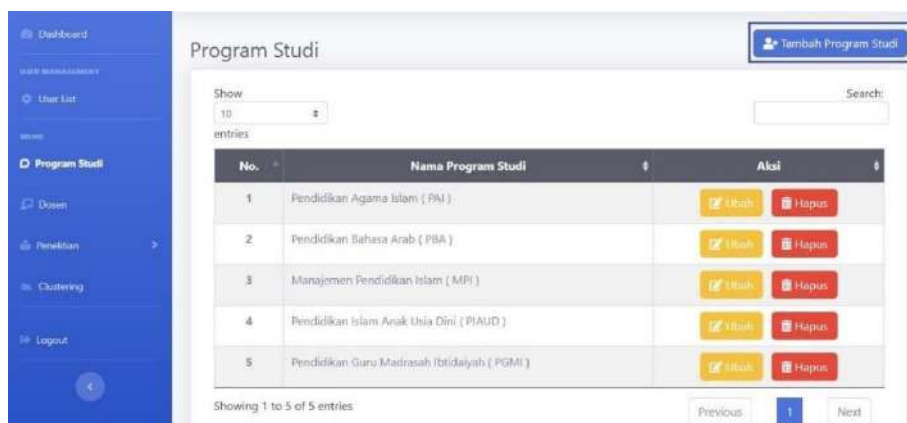 Dashboard
USER MANAGEMENT
User List
MENU
Program Studi
Dosen
Penelitian
Clustering
Logout
Program Studi
Tambah Program Studi
Show
10
entries
Search:
No. Nama Program Studi Aksi
1 Pendidikan Agama Islam ( PAI ) Ubah Hapus
2 Pendidikan Bahasa Arab ( PBA ) Ubah Hapus
3 Manajemen Pendidikan Islam ( MPI ) Ubah Hapus
4 Pendidikan Islam Anak Usia Dini ( PIAUD ) Ubah Hapus
5 Pendidikan Guru Madrasah Ibtidaiyah ( PGMI ) Ubah Hapus
Showing 1 to 5 of 5 entries
Previous 1 Next